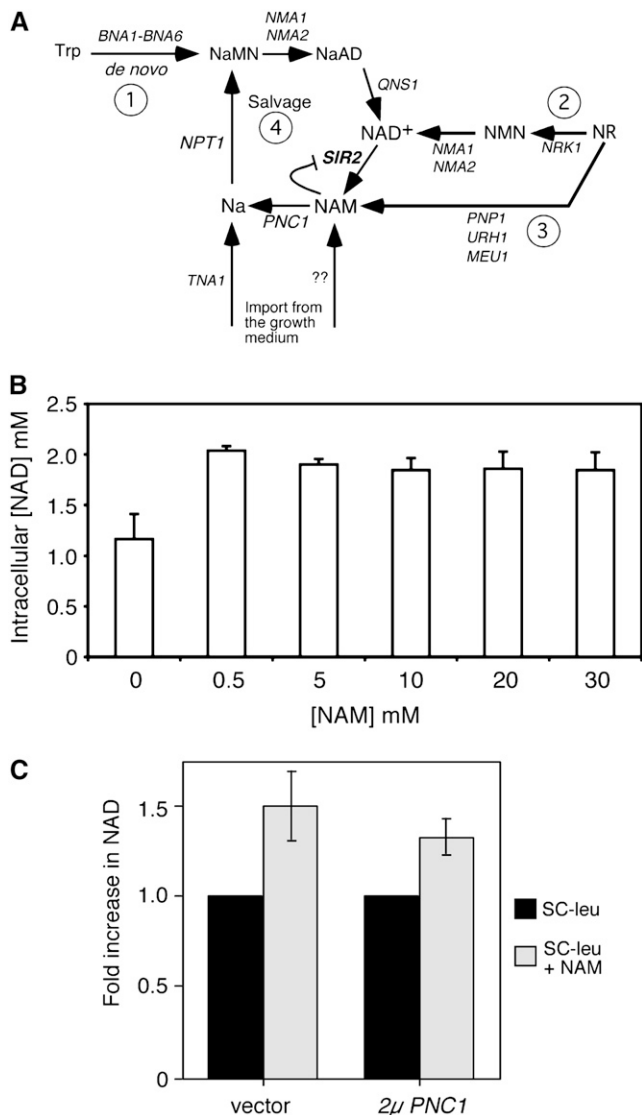 A
Trp
BNA1-BNA6
de novo
1
NaMN
NMA1
NMA2
NaAD
QNS1
Salvage
4
NPT1
SIR2
NAD+
NMA1
NMA2
NMN
2
NRK1
NR
Na
PNC1
NAM
PNP1
URH1
MEU1
3
TNA1
??
Import from
the growth
medium
B
Intracellular [NAD] mM
2.5
2.0
1.5
1.0
0.5
0
0 0.5 5 10 20 30
[NAM] mM
C
Fold increase in NAD
1.5
1.0
0.5
0
vector 2μ PNC1
SC-leu
SC-leu
+ NAM